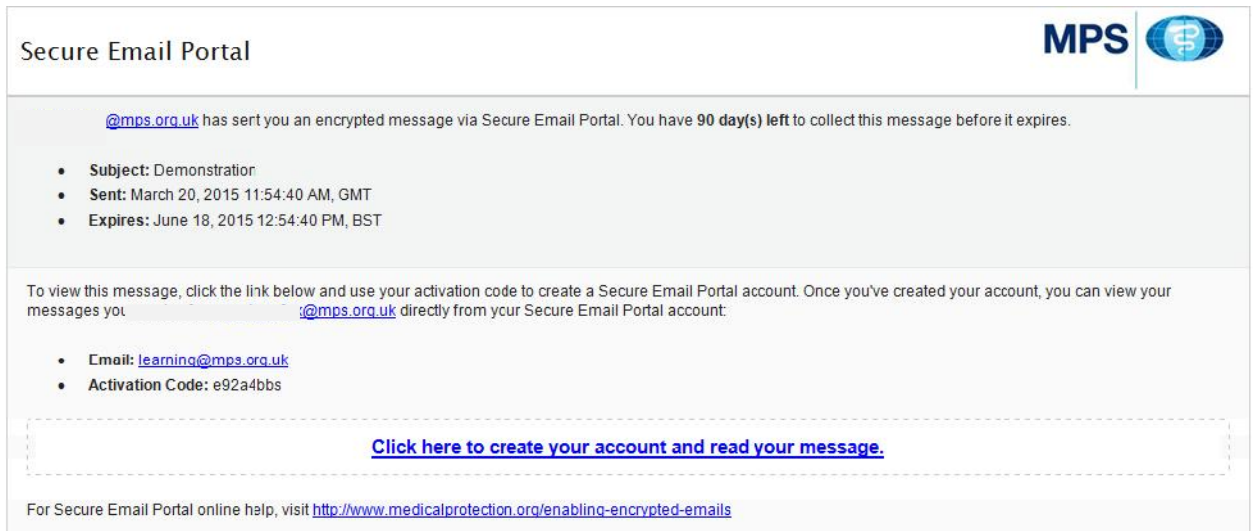 Secure Email Portal
MPS
@mps.org.uk has sent you an encrypted message via Secure Email Portal. You have 90 day(s) left to collect this message before it expires.
• Subject: Demonstration
• Sent: March 20, 2015 11:54:40 AM, GMT
• Expires: June 18, 2015 12:54:40 PM, BST
To view this message, click the link below and use your activation code to create a Secure Email Portal account. Once you've created your account, you can view your
messages you @mps.org.uk directly from your Secure Email Portal account:
• Email: learning@mps.org.uk
• Activation Code: e92a4bbs
Click here to create your account and read your message.
For Secure Email Portal online help, visit http://www.medicalprotection.org/enabling-encrypted-emails